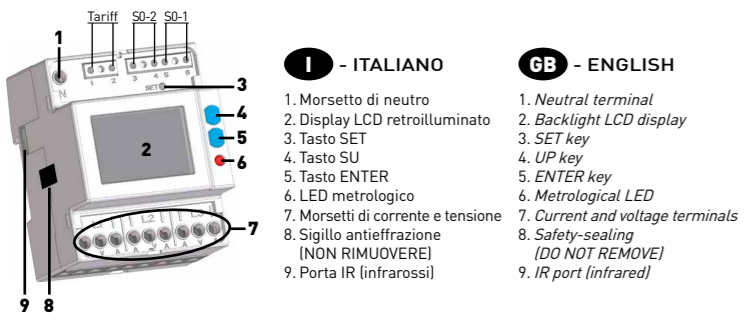 Tariff S0-2 S0-1
1 2 3 4 5 6
1
N
SET
3
4
5
6
2
L1 L2 L3
A V A A V A A V A
7
9 8
I - ITALIANO
1. Morsetto di neutro
2. Display LCD retroilluminato
3. Tasto SET
4. Tasto SU
5. Tasto ENTER
6. LED metrologico
7. Morsetti di corrente e tensione
8. Sigillo antieffrazione
(NON RIMUOVERE)
9. Porta IR (infrarossi)
GB - ENGLISH
1. Neutral terminal
2. Backlight LCD display
3. SET key
4. UP key
5. ENTER key
6. Metrological LED
7. Current and voltage terminals
8. Safety-sealing
(DO NOT REMOVE)
9. IR port (infrared)